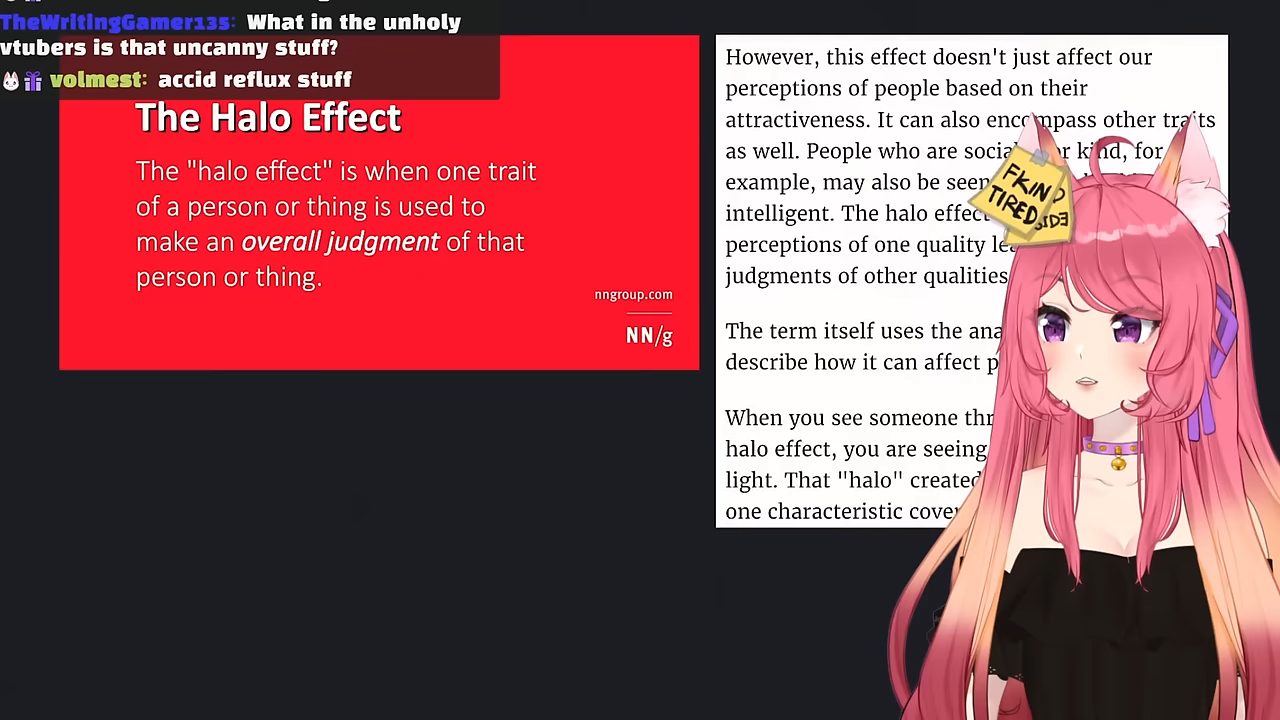 TheWritingGamer135: What in the unholy
vtubers is that uncanny stuff?
volmest: accid reflux stuff
The Halo Effect
The "halo effect" is when one trait
of a person or thing is used to
make an overall judgment of that
person or thing.
nngroup.com
NN/g
However, this effect doesn't just affect our
perceptions of people based on their
attractiveness. It can also encompass other traits
as well. People who are social or kind, for
example, may also be seen
intelligent. The halo effect
perceptions of one quality
judgments of other qualities
The term itself uses the
describe how it can affect
When you see someone
halo effect, you are seeing
light. That "halo" created
one characteristic
FKIN
TIRED